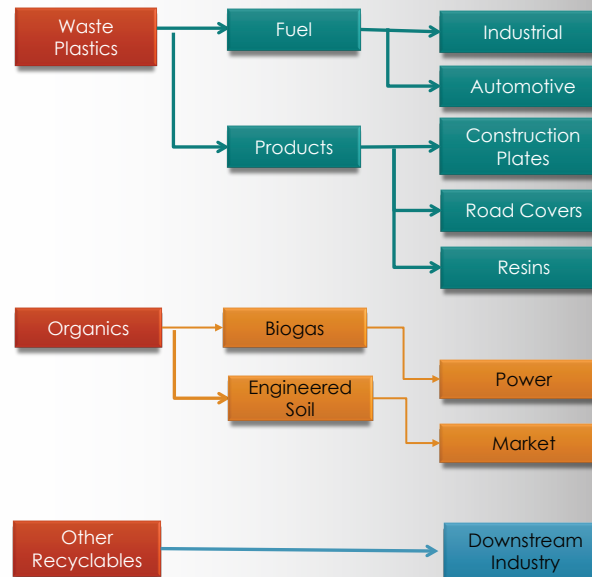 Waste
Plastics
Fuel
Industrial
Automotive
Products
Construction
Plates
Road Covers
Resins
Organics
Biogas
Power
Engineered
Soil
Market
Other
Recyclables
Downstream
Industry